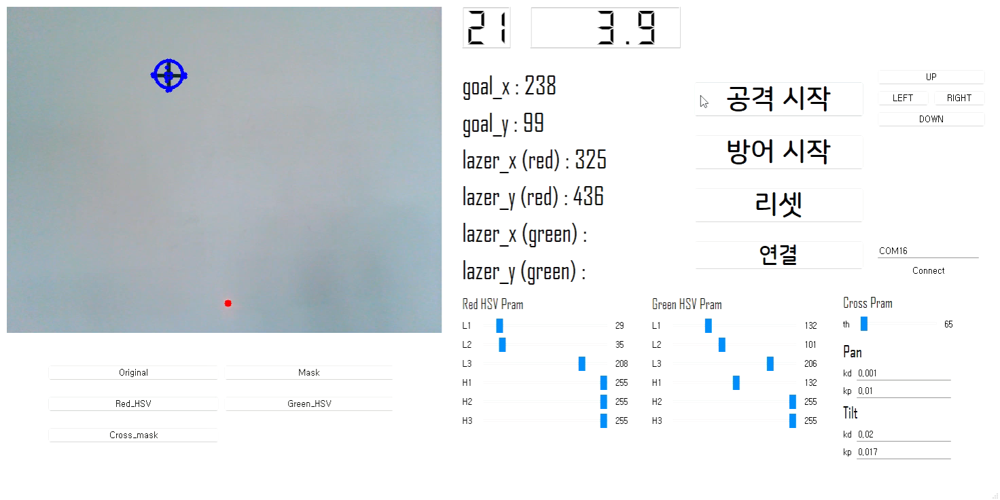 21 3.9
goal_x : 238
goal_y : 99
lazer_x (red) : 325
lazer_y (red) : 436
lazer_x (green) :
lazer_y (green) :
공격 시작
방어 시작
리셋
연결
UP
LEFT RIGHT
DOWN
COM16
Connect
Red HSV Pram
L1 29
L2 35
L3 208
H1 255
H2 255
H3 255
Green HSV Pram
L1 132
L2 101
L3 206
H1 132
H2 255
H3 255
Cross Pram
th 65
Pan
kd 0,001
kp 0,01
Tilt
kd 0,02
kp 0,017
Original Mask
Red_HSV Green_HSV
Cross_mask